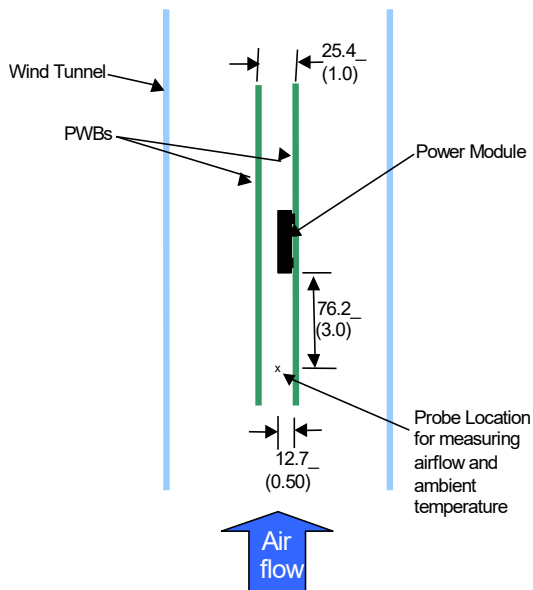 25.4_
(1.0)
Wind Tunnel
PWBs
Power Module
76.2_
(3.0)
x
Probe Location
for measuring
airflow and
ambient
temperature
12.7_
(0.50)
Air
flow